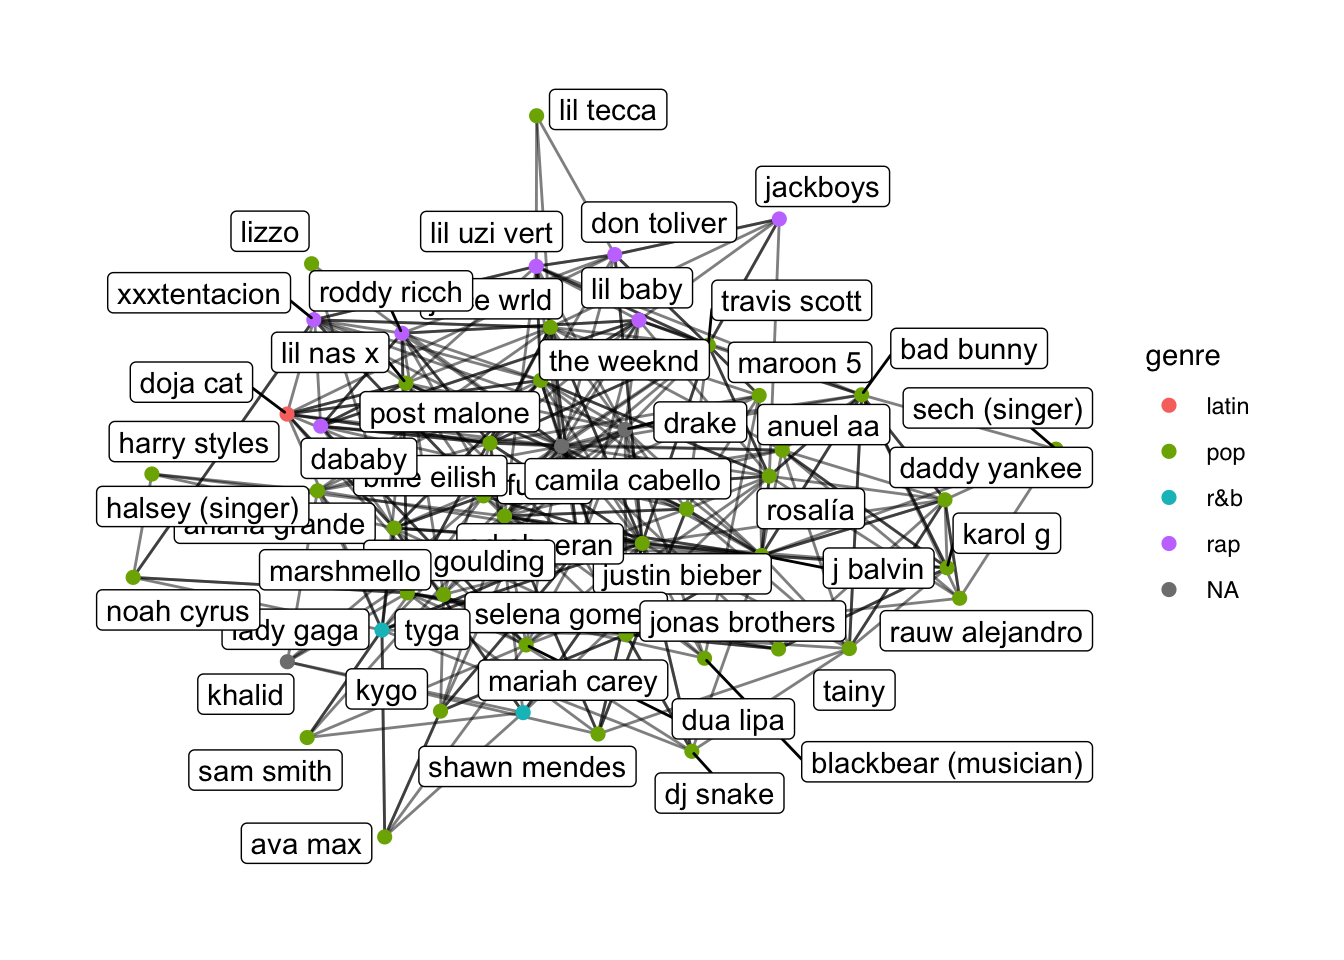 lil tecca
jackboys
don toliver
lizzo
lil uzi vert
xxxtentacion
roddy ricch
wrld
lil baby
travis scott
lil nas x
the weeknd
maroon 5
bad bunny
doja cat
post malone
drake
anuel aa
sech (singer)
harry styles
dababy
eilish
camila cabello
daddy yankee
halsey (singer)
grande
rosalía
karol g
marshmello
goulding
justin bieber
j balvin
noah cyrus
lady gaga
tyga
selena
jonas brothers
rauw alejandro
khalid
kygo
mariah carey
tainy
dua lipa
sam smith
shawn mendes
blackbear (musician)
dj snake
ava max
genre
latin
pop
r&b
rap
NA